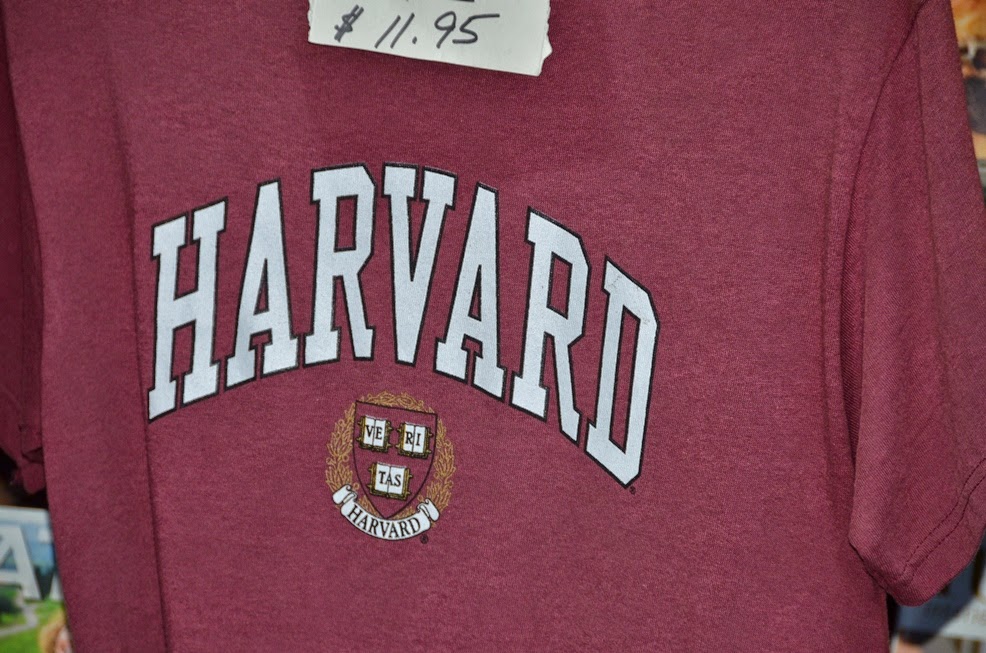 $ 11.95
HARVARD®
VE RI
TAS
HARVARD®